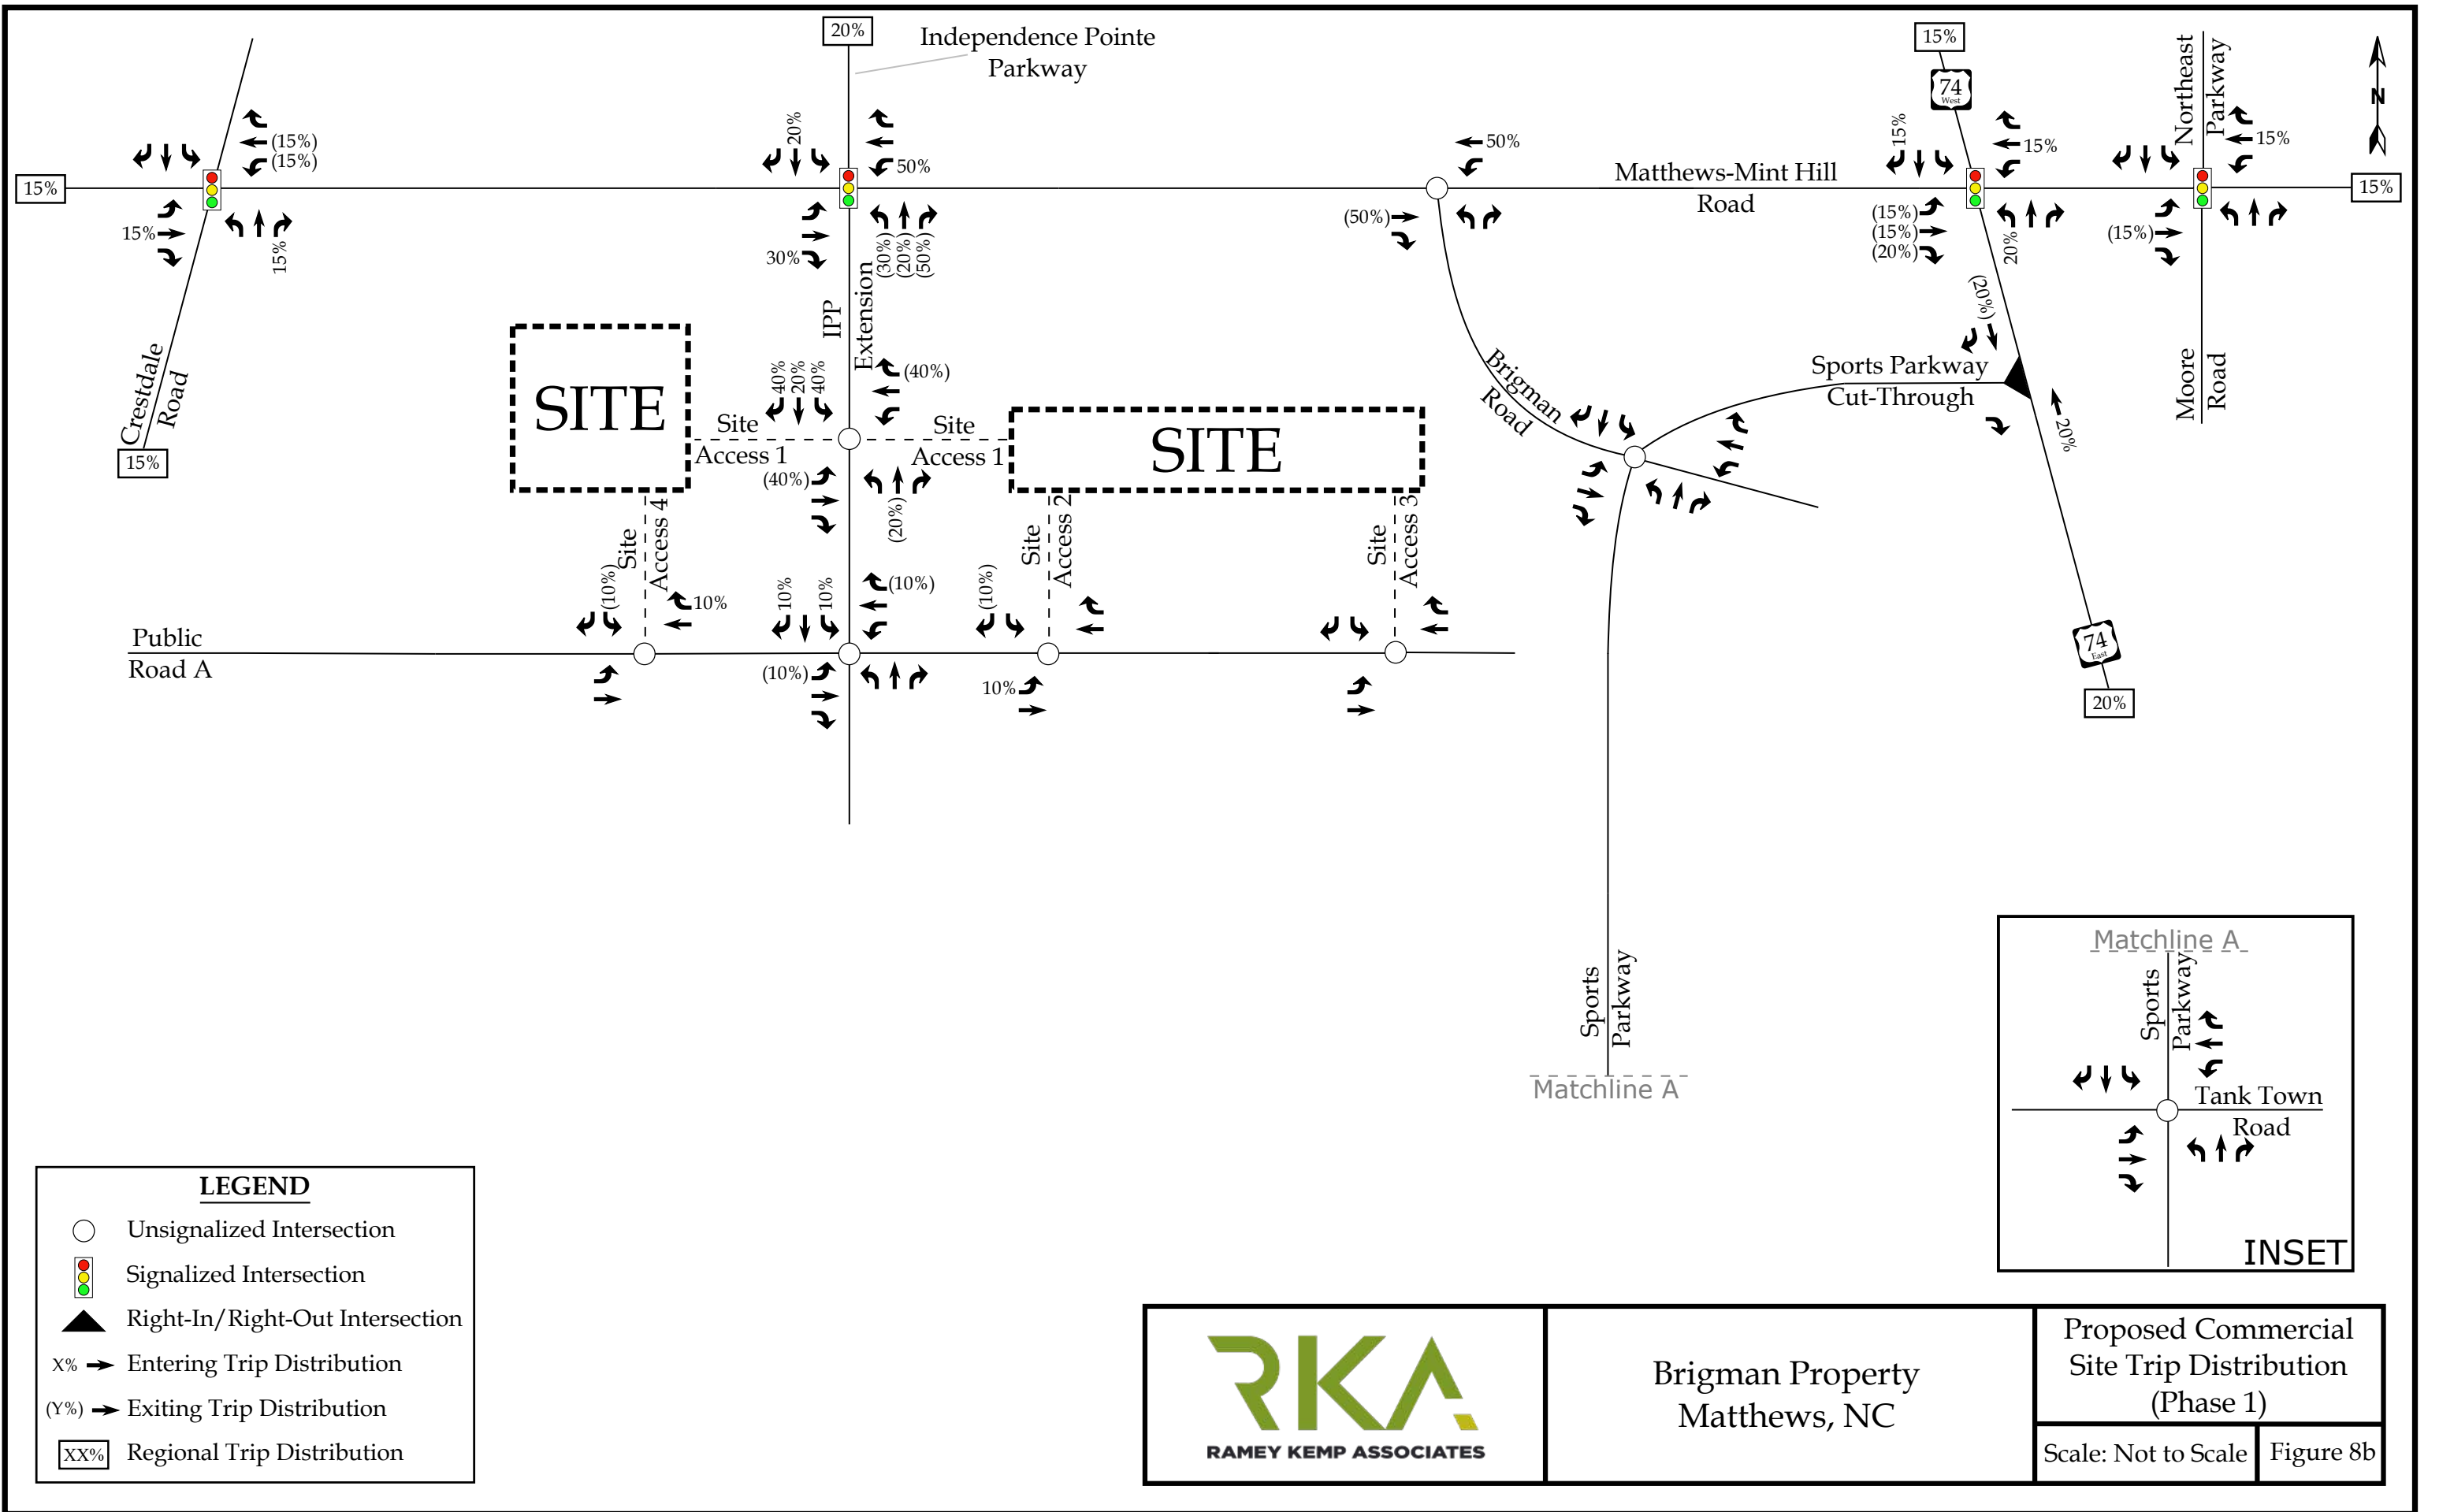 20%
Independence Pointe
Parkway
15%
74
West
Northeast
Parkway
N
(15%)
(15%)
15%
15%
15%
Crestdale
Road
15%
20%
50%
30%
(30%)
(20%)
(50%)
IPP
Extension
50%
(50%)
Matthews-Mint Hill
Road
15%
15%
(15%)
(15%)
(20%)
20%
15%
(15%)
15%
Moore
Road
(20%)
20%
Sports Parkway
Cut-Through
Brigman
Road
74
East
20%
SITE
SITE
Site
Access 1
Site
Access 1
40%
20%
40%
(40%)
(40%)
(20%)
Site
Access 4
Site
Access 2
Site
Access 3
(10%)
10%
10%
10%
(10%)
(10%)
(10%)
10%
Public
Road A
Sports
Parkway
Matchline A
Matchline A
Sports
Parkway
Tank Town
Road
INSET
LEGEND
Unsignalized Intersection
Signalized Intersection
Right-In/Right-Out Intersection
X% Entering Trip Distribution
(Y%) Exiting Trip Distribution
XX% Regional Trip Distribution
RKA
RAMEY KEMP ASSOCIATES
Brigman Property
Matthews, NC
Proposed Commercial
Site Trip Distribution
(Phase 1)
Scale: Not to Scale
Figure 8b